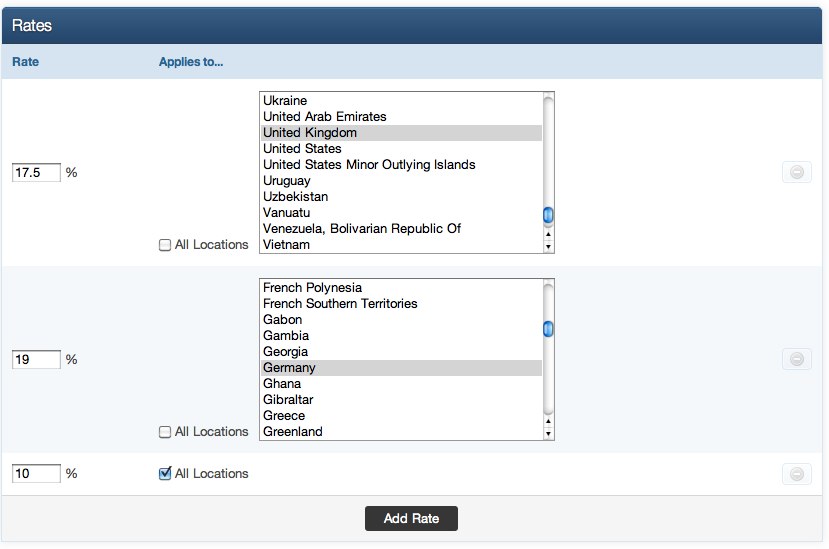 Rates
Rate Applies to...
Ukraine
United Arab Emirates
United Kingdom
United States
United States Minor Outlying Islands
Uruguay
Uzbekistan
Vanuatu
Venezuela, Bolivarian Republic Of
Vietnam
17.5 %
All Locations
French Polynesia
French Southern Territories
Gabon
Gambia
Georgia
Germany
Ghana
Gibraltar
Greece
Greenland
19 %
All Locations
10 % All Locations
Add Rate